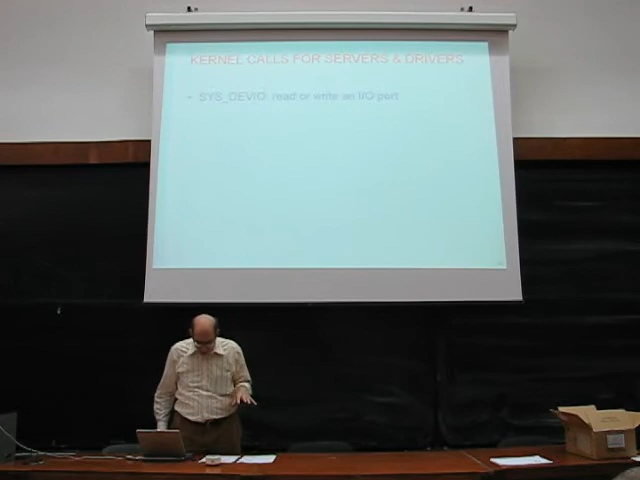 KERNEL CALLS FOR SERVERS & DRIVERS
• SYS_DEVIO: read or write an I/O port